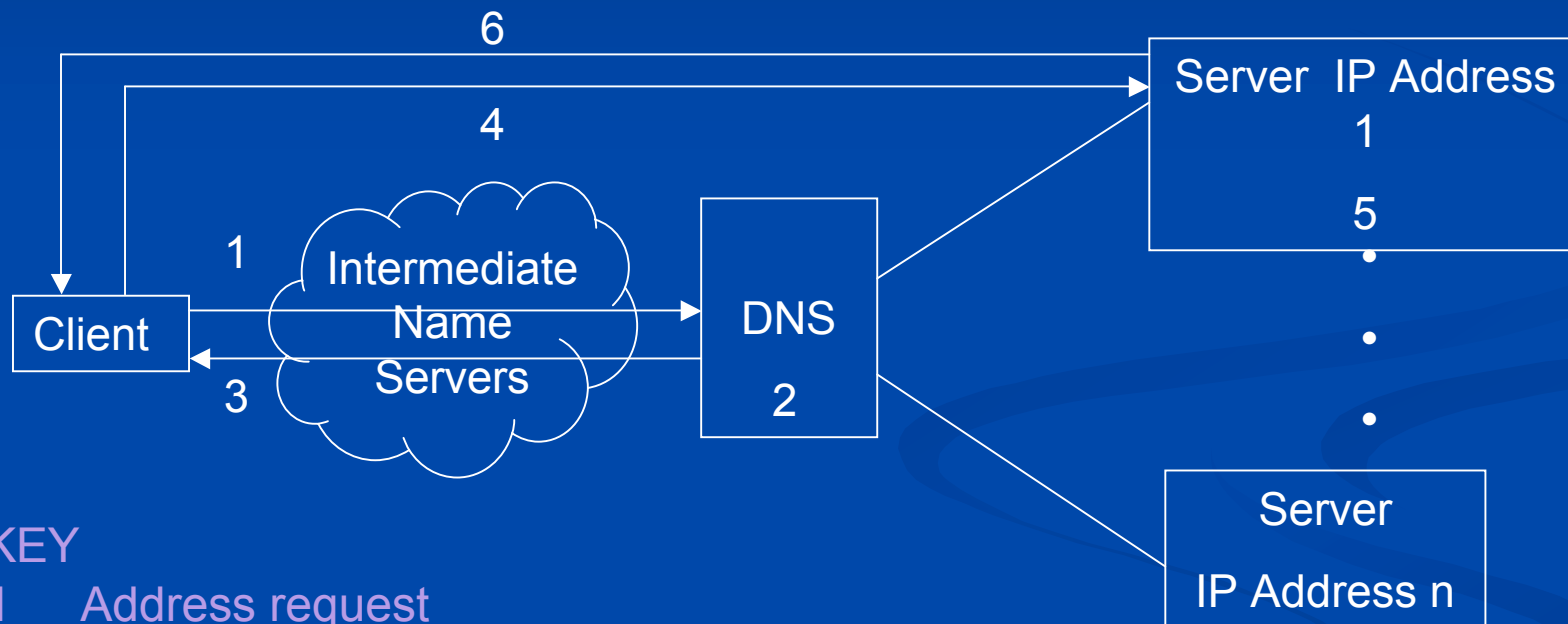 6
Server IP Address
1
5
4
1
Intermediate
Name
Servers
Client
DNS
2
3
Server
IP Address n
KEY
Address request